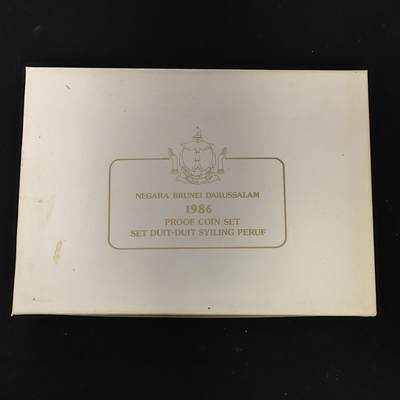 NEGARA BRUNEI DARUSSALAM
1986
PROOF COIN SET
SET DUIT-DUIT SYILING PERUF